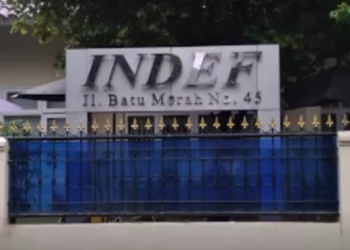 INDEF
Jl. Batu Merah No. 45